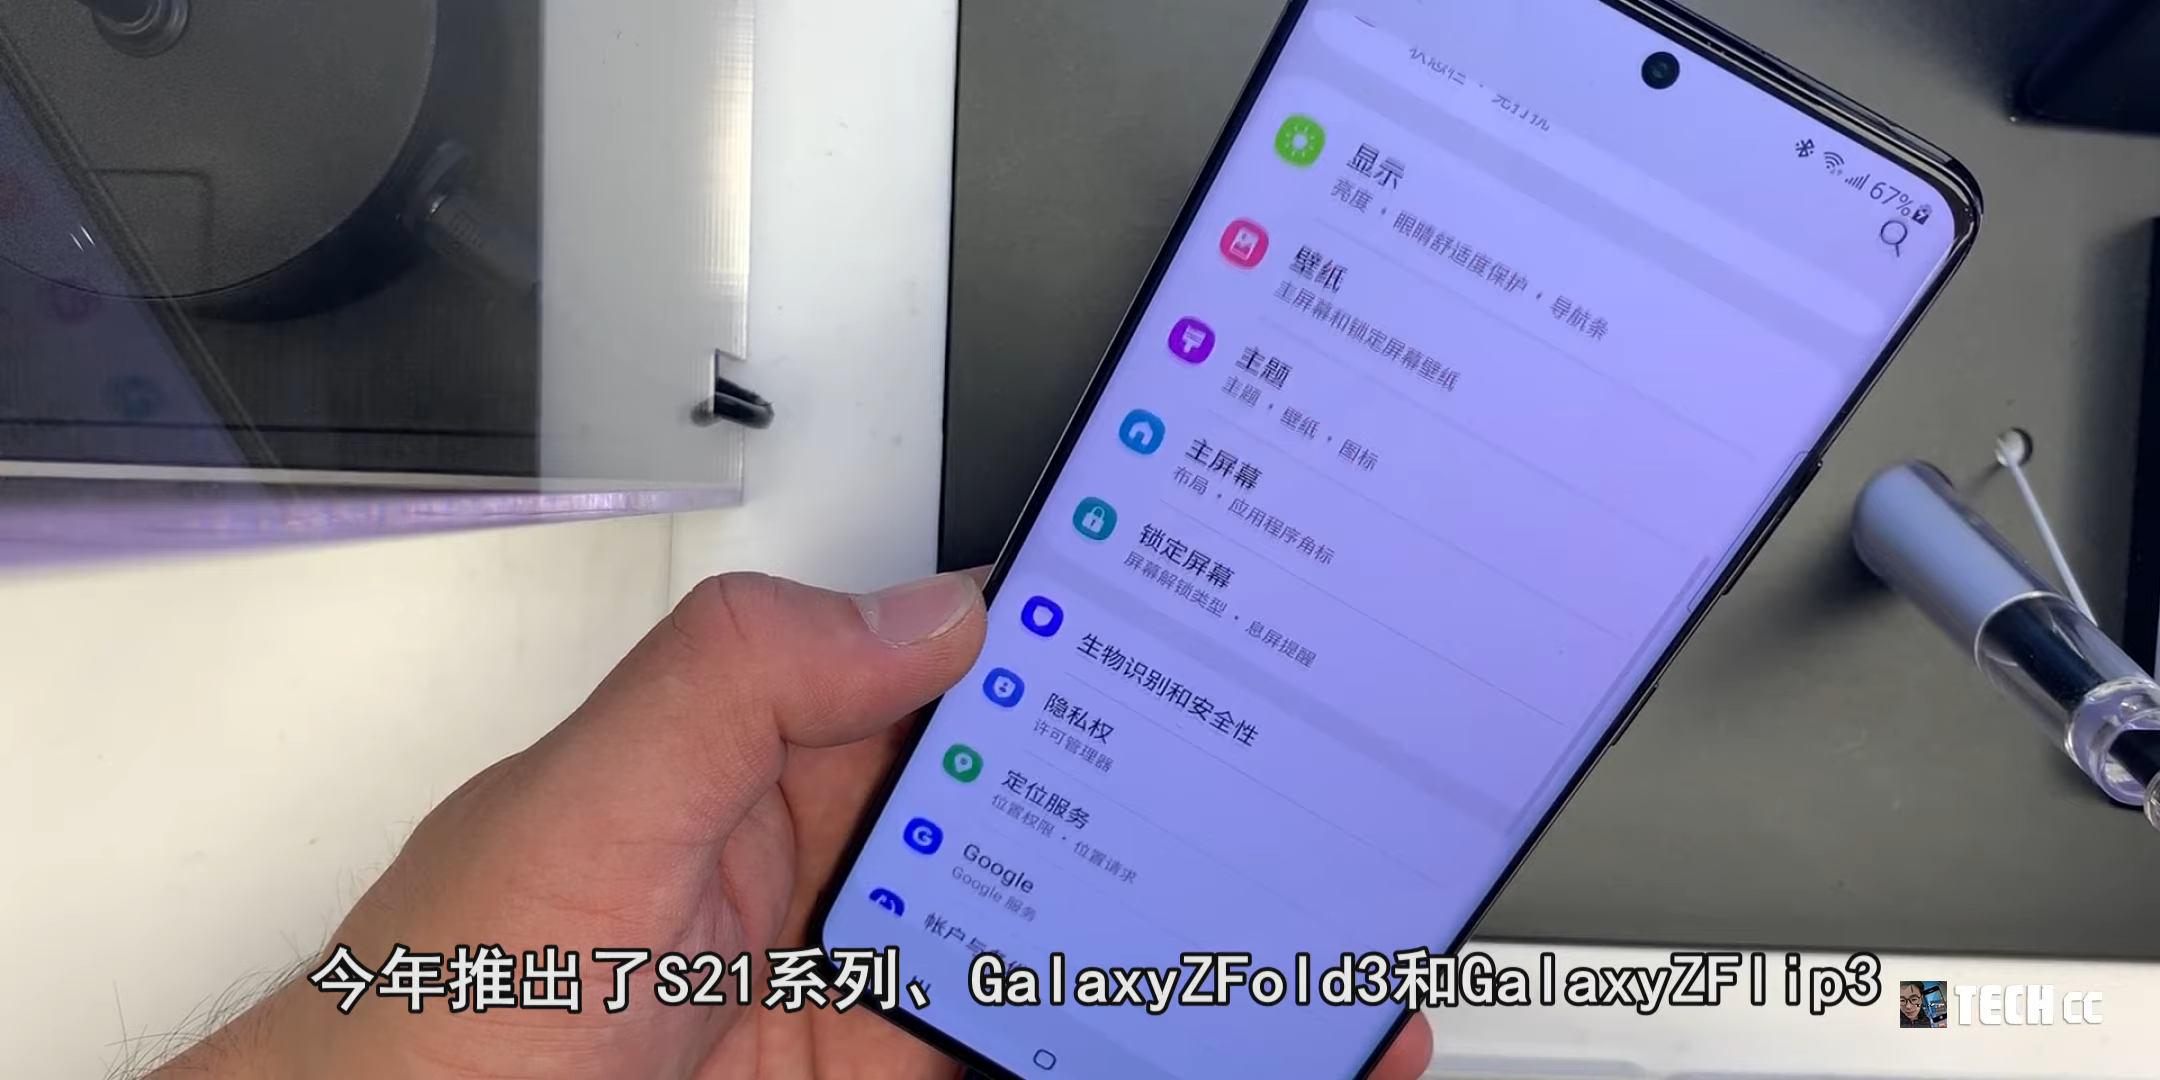 67%
显示
亮度・眼睛舒适度保护・导航条
壁纸
主屏幕和锁定屏幕壁纸
主题
主题・壁纸・图标
主屏幕
布局・应用程序角标
锁定屏幕
屏幕解锁类型・息屏提醒
生物识别和安全性
隐私权
许可管理器
定位服务
位置权限・位置请求
Google
Google 服务
帐户与
今年推出了S21系列、GalaxyZFold3和GalaxyZFlip3
TECH CC